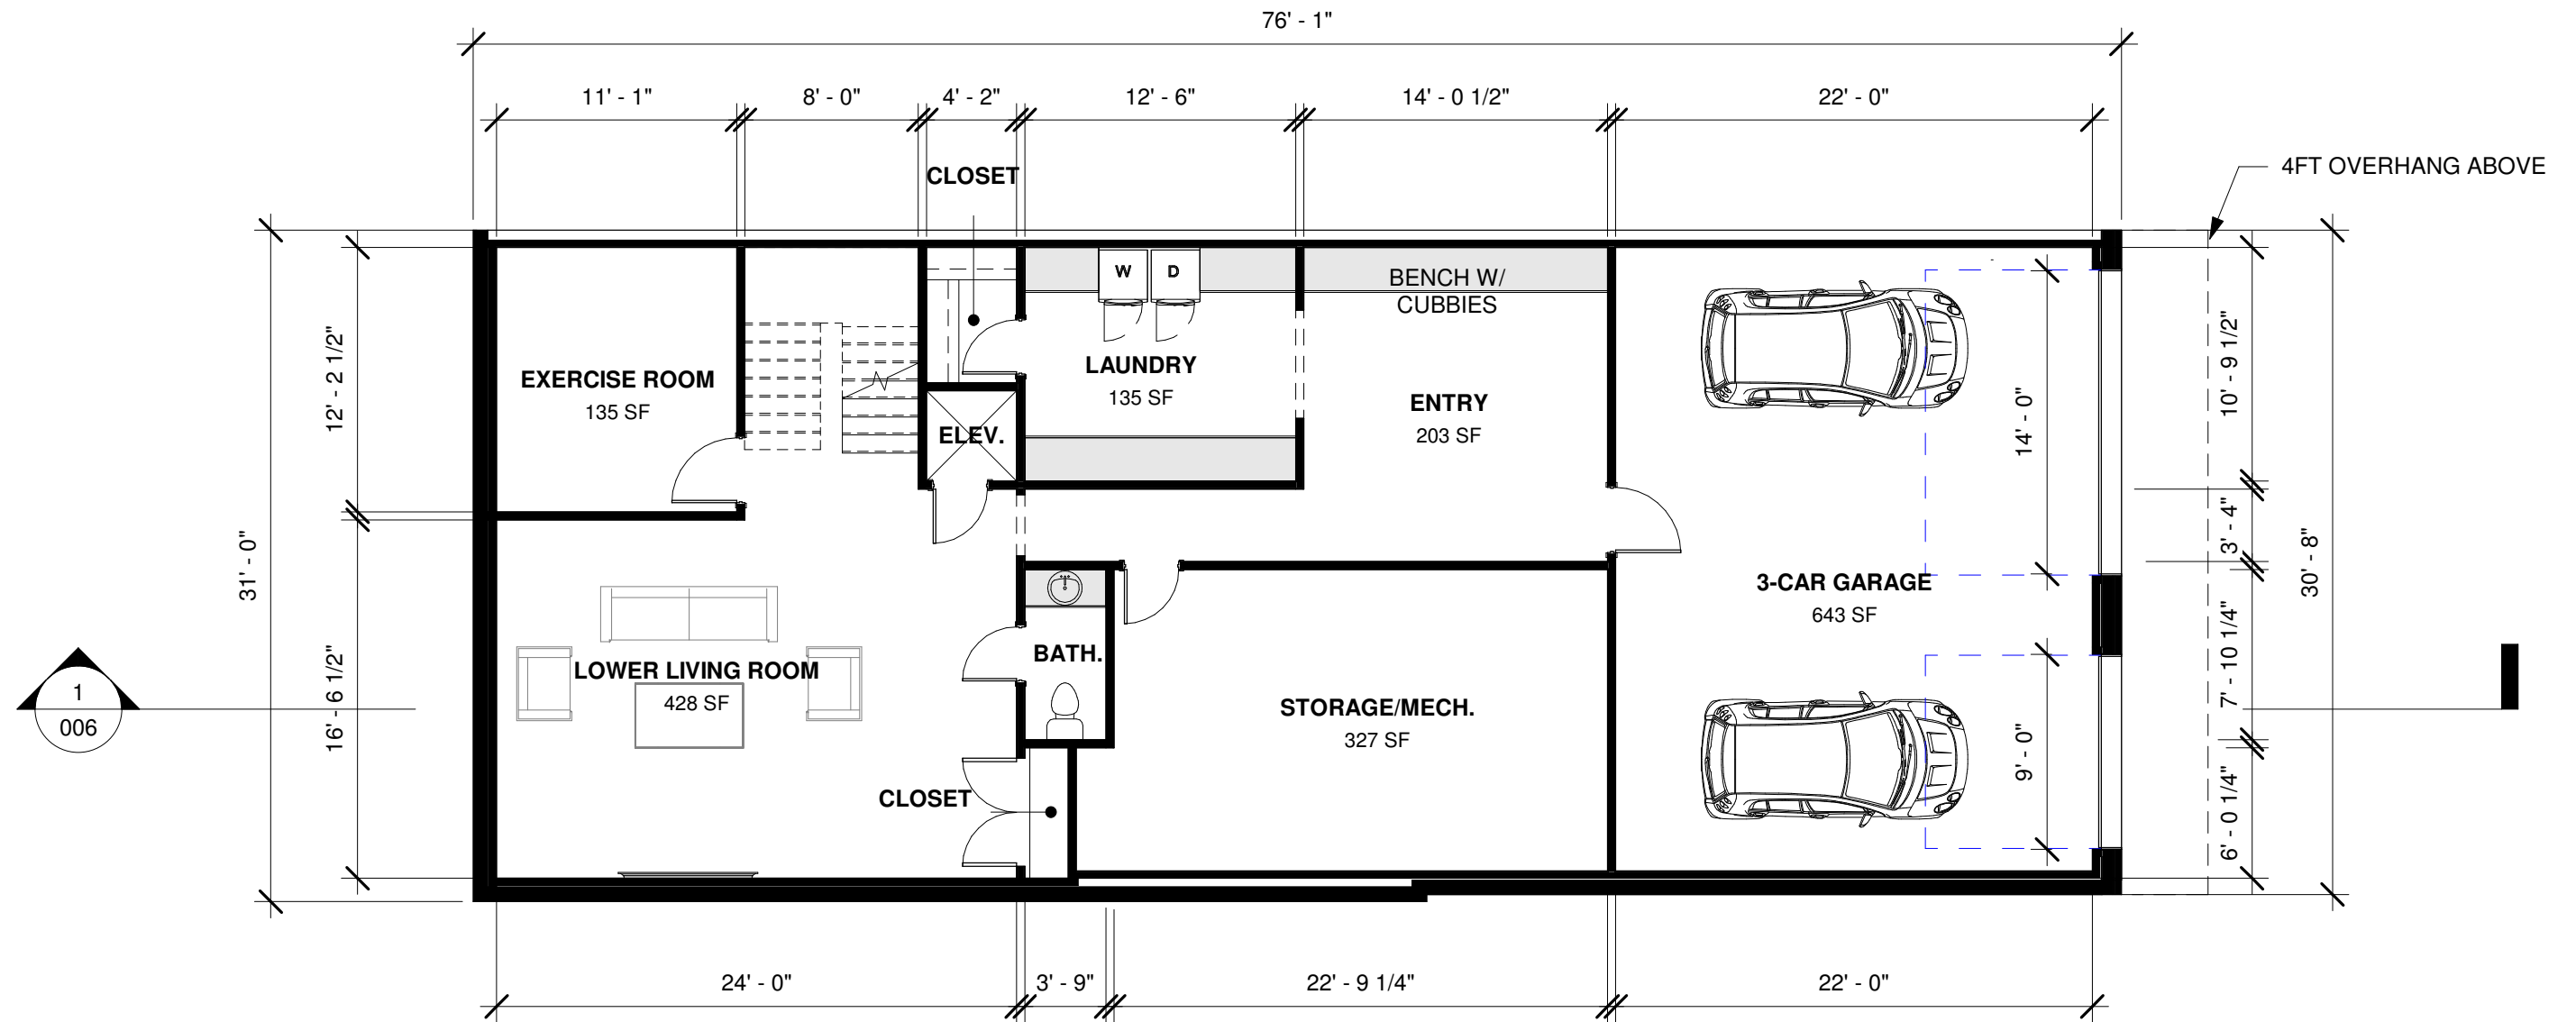 76' - 1"
11' - 1"
8' - 0"
4' - 2"
12' - 6"
14' - 0 1/2"
22' - 0"
CLOSET
4FT OVERHANG ABOVE
W
D
BENCH W/
CUBBIES
EXERCISE ROOM
135 SF
LAUNDRY
135 SF
ENTRY
203 SF
ELEV.
12' - 2 1/2"
31' - 0"
16' - 6 1/2"
14' - 0"
10' - 9 1/2"
3' - 4"
30' - 8"
7' - 10 1/4"
6' - 0 1/4"
9' - 0"
3-CAR GARAGE
643 SF
BATH.
LOWER LIVING ROOM
428 SF
1
006
STORAGE/MECH.
327 SF
CLOSET
24' - 0"
3' - 9"
22' - 9 1/4"
22' - 0"